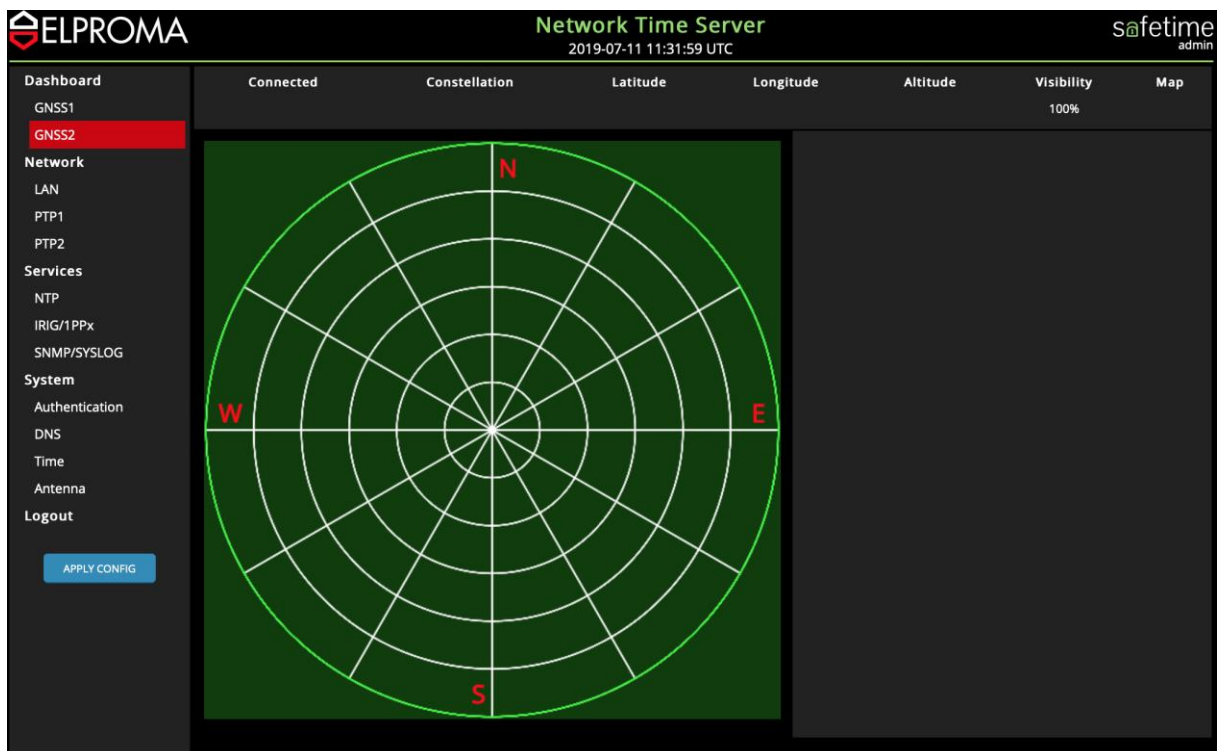 ELPROMA
Network Time Server
2019-07-11 11:31:59 UTC
safetime
admin
Dashboard
GNSS1
GNSS2
Network
LAN
PTP1
PTP2
Services
NTP
IRIG/1PPx
SNMP/SYSLOG
System
Authentication
DNS
Time
Antenna
Logout
APPLY CONFIG
Connected Constellation Latitude Longitude Altitude Visibility Map
100%
N
W E
S